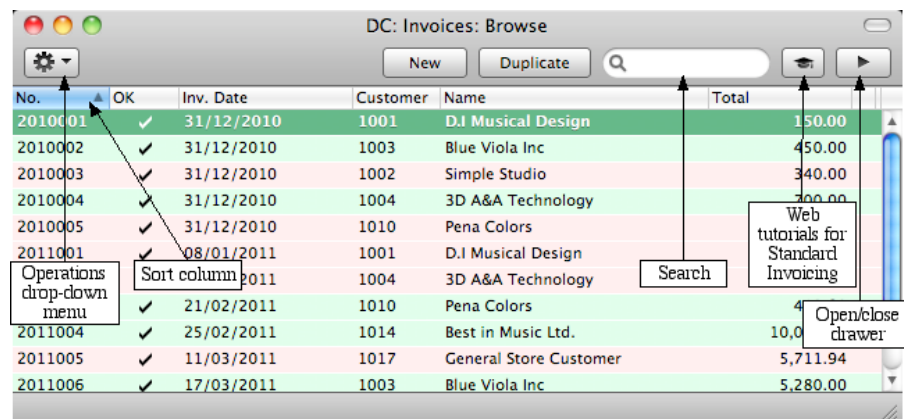 DC: Invoices: Browse
New Duplicate
No. OK Inv. Date Customer Name Total
2010001 31/12/2010 1001 D.I Musical Design 150.00
2010002 31/12/2010 1003 Blue Viola Inc 450.00
2010003 31/12/2010 1002 Simple Studio 340.00
2010004 31/12/2010 1004 3D A&A Technology 700.00
2010005 31/12/2010 1010 Pena Colors
2011001 08/01/2011 1001 D.I Musical Design
2011 1004 3D A&A Technology
21/02/2011 1010 Pena Colors 4
2011004 25/02/2011 1014 Best in Music Ltd. 10,0
2011005 11/03/2011 1017 General Store Customer 5,711.94
2011006 17/03/2011 1003 Blue Viola Inc 5,280.00
Operations
drop-down
menu
Sort column
Search
Web
tutorials for
Standard
Invoicing
Open/close
drawer